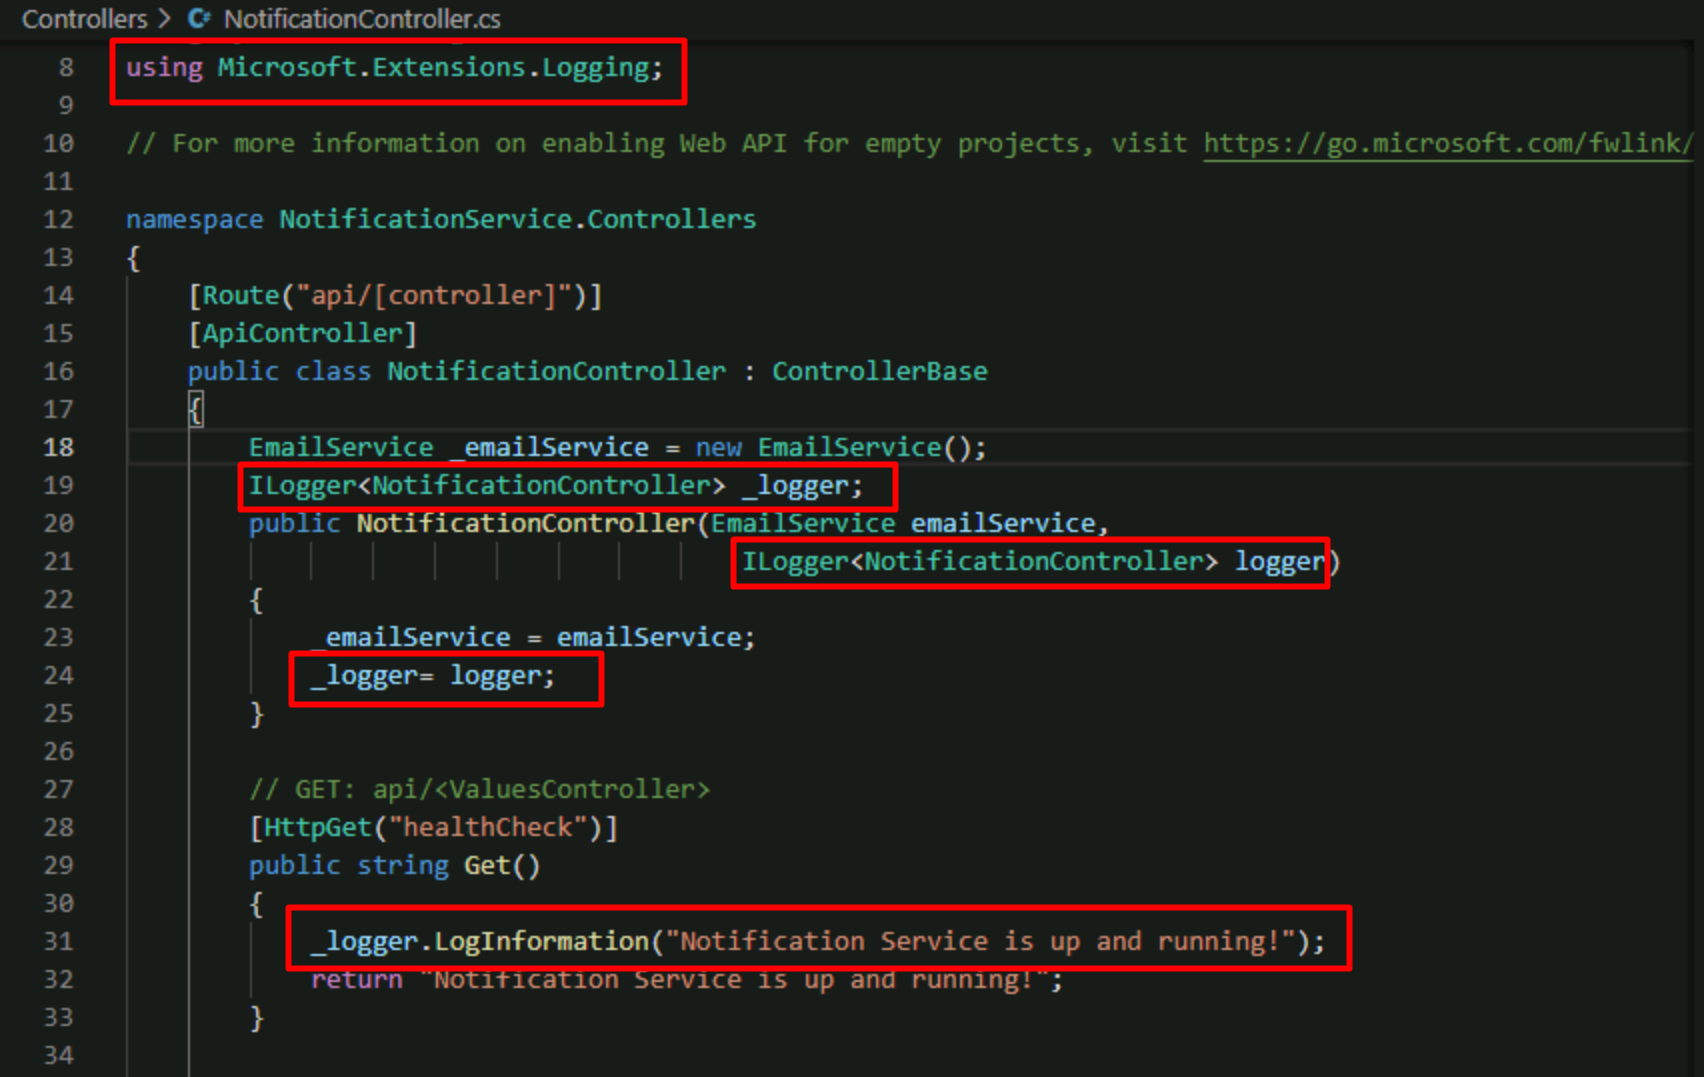 Controllers > C# NotificationController.cs
8 using Microsoft.Extensions.Logging;
9
10 // For more information on enabling Web API for empty projects, visit https://go.microsoft.com/fwlink/
11
12 namespace NotificationService.Controllers
13 {
14 [Route("api/[controller]")]
15 [ApiController]
16 public class NotificationController : ControllerBase
17 {
18 EmailService _emailService = new EmailService();
19 ILogger<NotificationController> _logger;
20 public NotificationController(EmailService emailService,
21 ILogger<NotificationController> logger)
22 {
23 _emailService = emailService;
24 _logger= logger;
25 }
26
27 // GET: api/<ValuesController>
28 [HttpGet("healthCheck")]
29 public string Get()
30 {
31 _logger.LogInformation("Notification Service is up and running!");
32 return "Notification Service is up and running!";
33 }
34